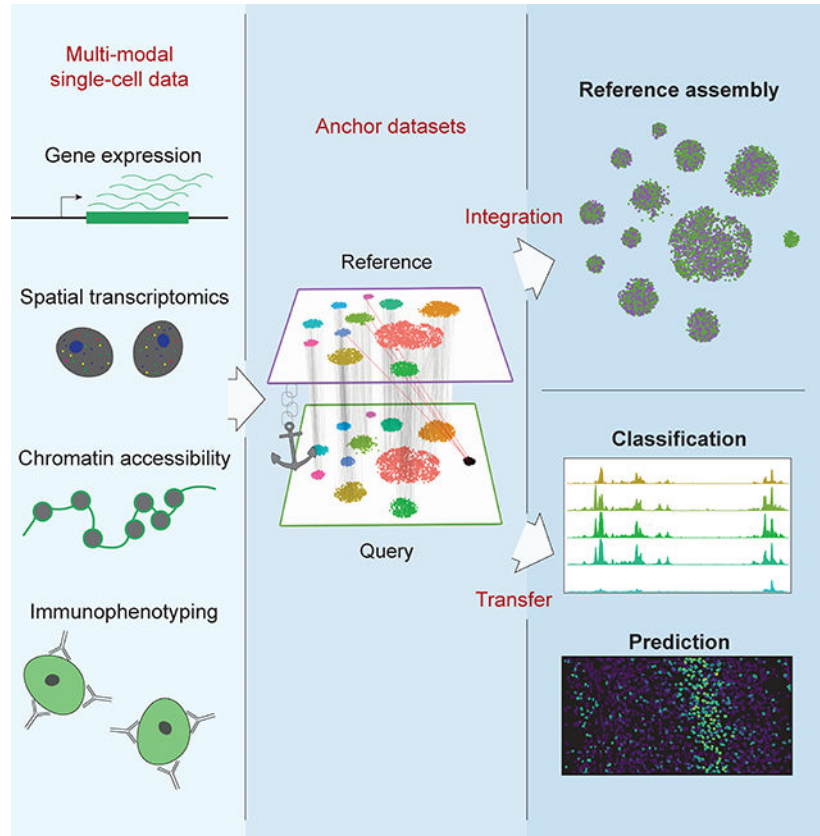 Multi-modal
single-cell data
Gene expression
Spatial transcriptomics
Chromatin accessibility
Immunophenotyping
Anchor datasets
Reference
Query
Integration
Transfer
Reference assembly
Classification
Prediction